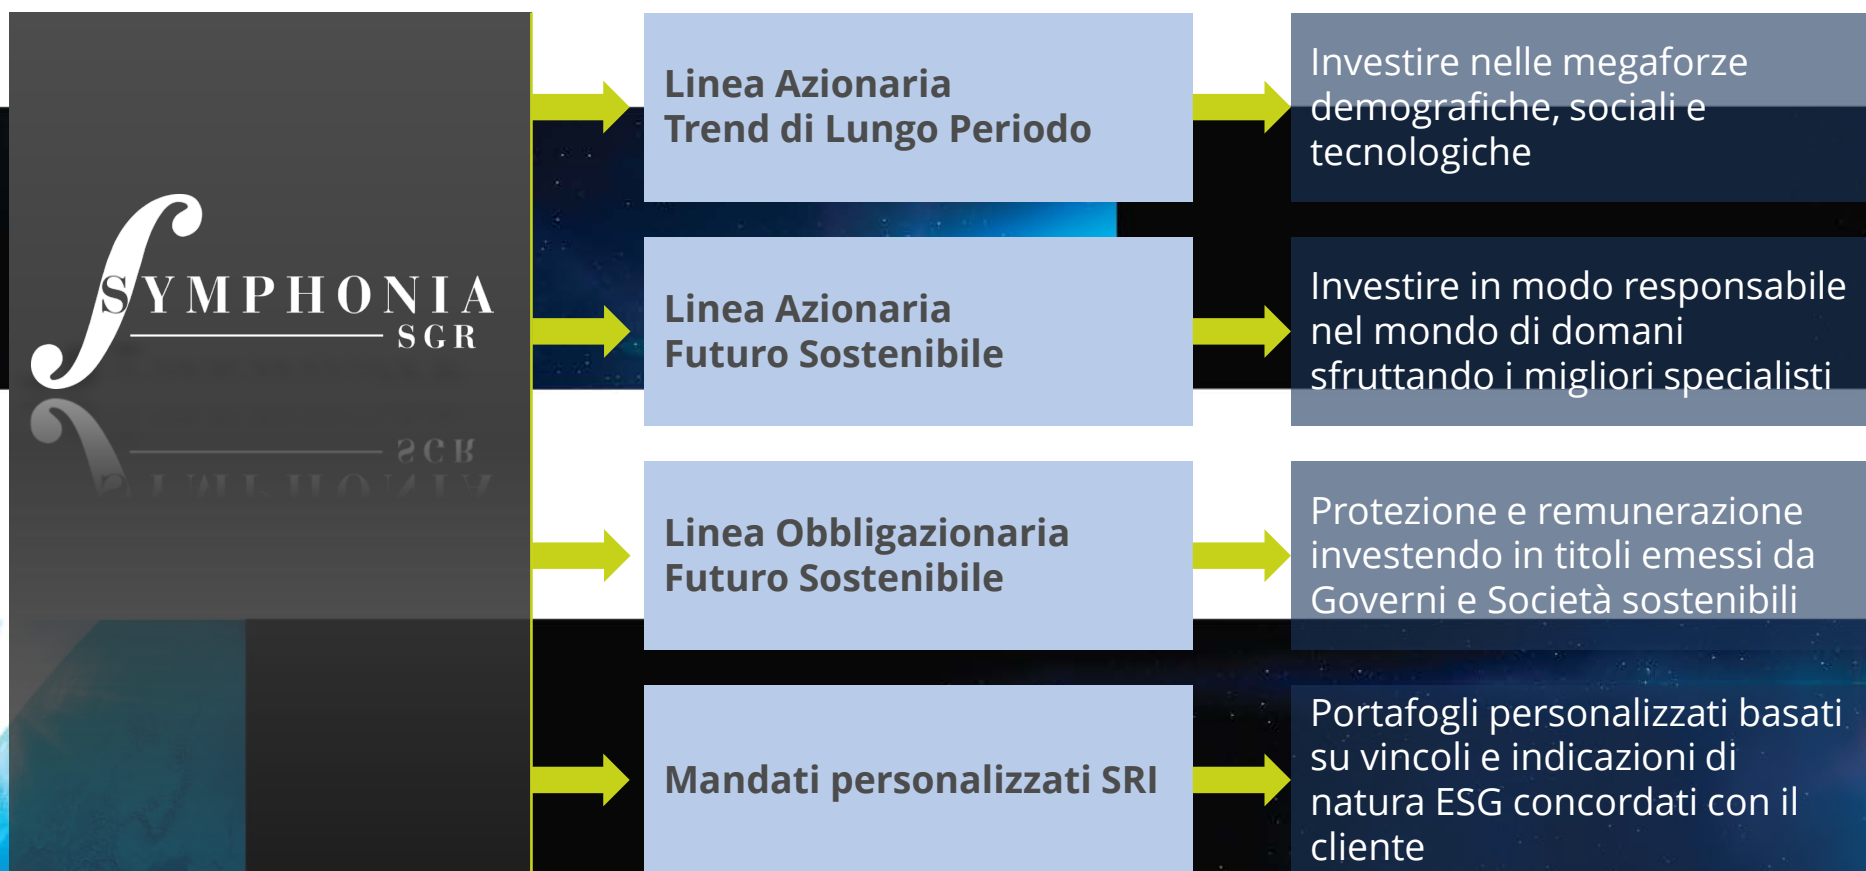 SYMPHONIA
SGR
Linea Azionaria
Trend di Lungo Periodo
Investire nelle megaforze
demografiche, sociali e
tecnologiche
Linea Azionaria
Futuro Sostenibile
Investire in modo responsabile
nel mondo di domani
sfruttando i migliori specialisti
Linea Obbligazionaria
Futuro Sostenibile
Protezione e remunerazione
investendo in titoli emessi da
Governi e Società sostenibili
Mandati personalizzati SRI
Portafogli personalizzati basati
su vincoli e indicazioni di
natura ESG concordati con il
cliente